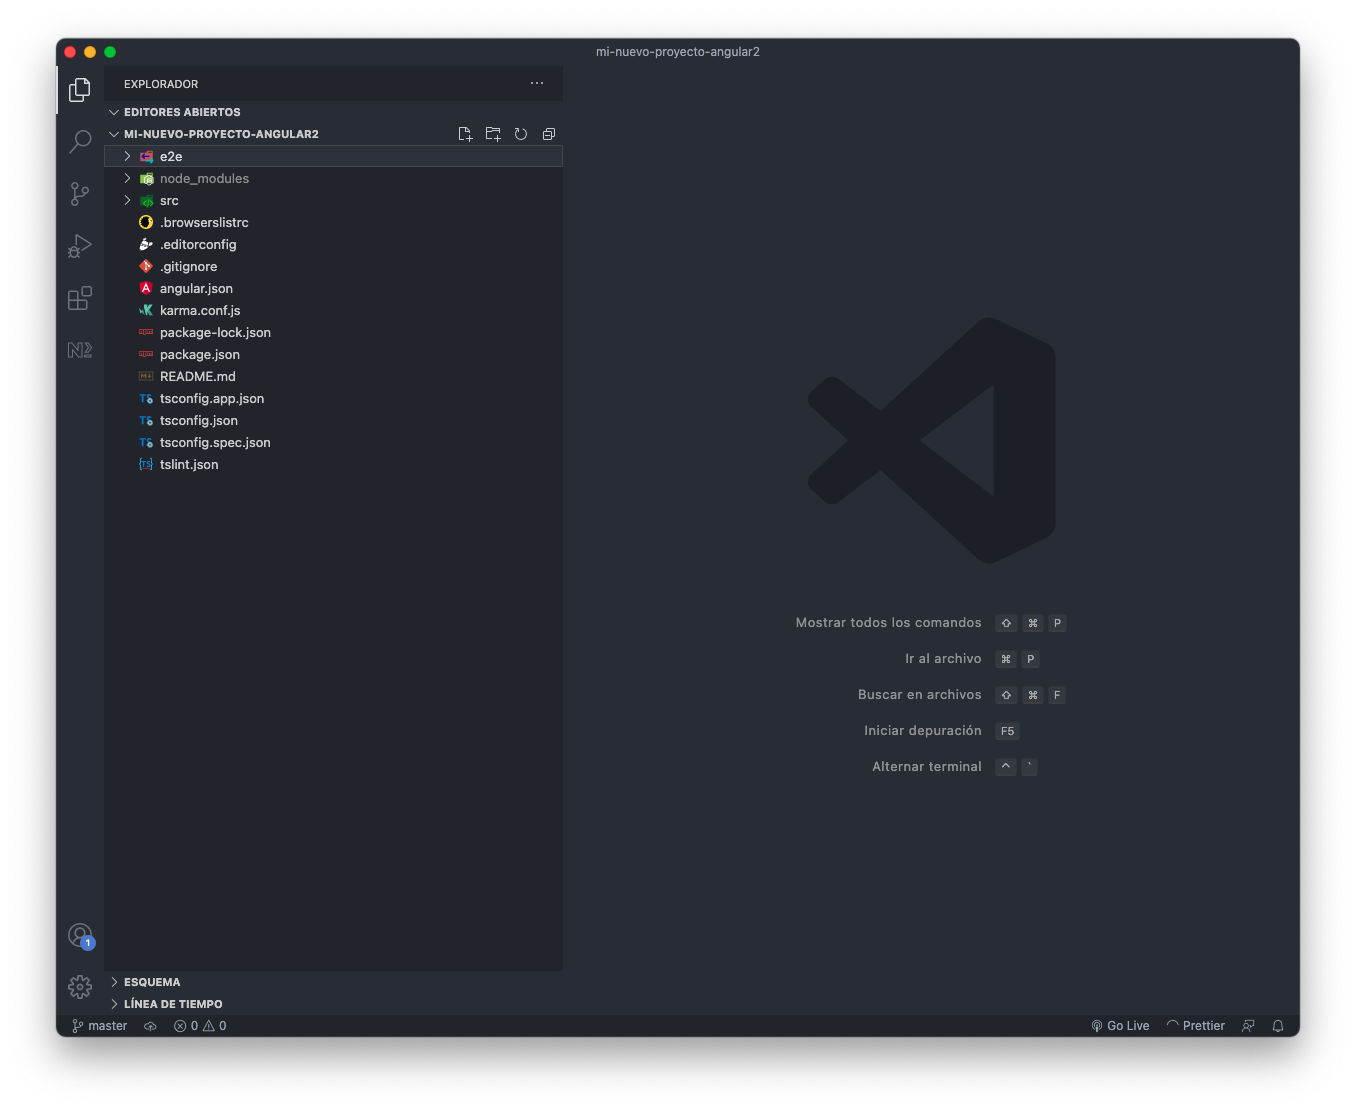 mi-nuevo-proyecto-angular2
EXPLORADOR
EDITORES ABIERTOS
MI-NUEVO-PROYECTO-ANGULAR2
e2e
node_modules
src
.browserslistrc
.editorconfig
.gitignore
angular.json
karma.conf.js
package-lock.json
package.json
README.md
tsconfig.app.json
tsconfig.json
tsconfig.spec.json
tslint.json
Mostrar todos los comandos ⇧ ⌘ P
Ir al archivo ⌘ P
Buscar en archivos ⇧ ⌘ F
Iniciar depuración F5
Alternar terminal ^ `
1
ESQUEMA
LÍNEA DE TIEMPO
master 0 0 Go Live Prettier